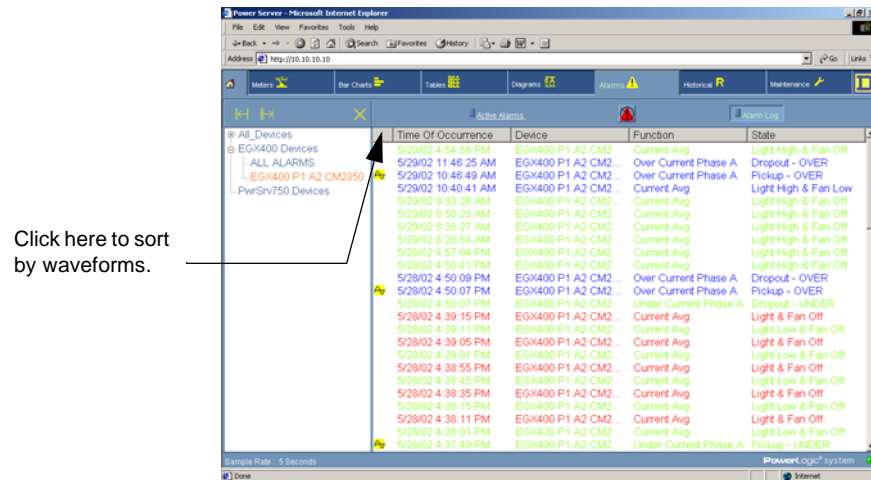 Power Server - Microsoft Internet Explorer
File Edit View Favorites Tools Help
Back Search Favorites History
Address http://10.10.10.10 Go Links
Meters Bar Charts Tables Diagrams Alarms Historical R Maintenance
Active Alarms Alarm Log
All_Devices
EGX400 Devices
ALL ALARMS
EGX400 P1 A2 CM2350
PwrSrv750 Devices
Click here to sort
by waveforms.
Time Of Occurrence Device Function State
5/29/02 4:54:56 PM EGX400 P1 A2 CM2... Current Avg Light High & Fan Off
5/29/02 11:46:25 AM EGX400 P1 A2 CM2... Over Current Phase A Dropout - OVER
5/29/02 10:46:49 AM EGX400 P1 A2 CM2... Over Current Phase A Pickup - OVER
5/29/02 10:40:41 AM EGX400 P1 A2 CM2... Current Avg Light High & Fan Low
5/29/02 9:33:26 AM EGX400 P1 A2 CM2... Current Avg Light High & Fan Off
5/29/02 8:50:23 AM EGX400 P1 A2 CM2... Current Avg Light High & Fan Off
5/29/02 8:38:27 AM EGX400 P1 A2 CM2... Current Avg Light High & Fan Off
5/29/02 8:28:53 AM EGX400 P1 A2 CM2... Current Avg Light High & Fan Off
5/28/02 4:57:04 PM EGX400 P1 A2 CM2... Current Avg Light High & Fan Off
5/28/02 4:50:41 PM EGX400 P1 A2 CM2... Current Avg Light High & Fan Off
5/28/02 4:50:09 PM EGX400 P1 A2 CM2... Over Current Phase A Dropout - OVER
5/28/02 4:50:07 PM EGX400 P1 A2 CM2... Over Current Phase A Pickup - OVER
5/28/02 4:50:07 PM EGX400 P1 A2 CM2... Under Current Phase A Dropout - UNDER
5/28/02 4:39:15 PM EGX400 P1 A2 CM2... Current Avg Light & Fan Off
5/28/02 4:39:11 PM EGX400 P1 A2 CM2... Current Avg Light Low & Fan Off
5/28/02 4:39:05 PM EGX400 P1 A2 CM2... Current Avg Light & Fan Off
5/28/02 4:39:01 PM EGX400 P1 A2 CM2... Current Avg Light Low & Fan Off
5/28/02 4:38:55 PM EGX400 P1 A2 CM2... Current Avg Light & Fan Off
5/28/02 4:38:45 PM EGX400 P1 A2 CM2... Current Avg Light Low & Fan Off
5/28/02 4:38:35 PM EGX400 P1 A2 CM2... Current Avg Light & Fan Off
5/28/02 4:38:15 PM EGX400 P1 A2 CM2... Current Avg Light Low & Fan Off
5/28/02 4:38:11 PM EGX400 P1 A2 CM2... Current Avg Light & Fan Off
5/28/02 4:38:01 PM EGX400 P1 A2 CM2... Current Avg Light Low & Fan Off
5/28/02 4:37:49 PM EGX400 P1 A2 CM2... Under Current Phase A Pickup - UNDER
Sample Rate : 5 Seconds PowerLogic® system
Done Internet